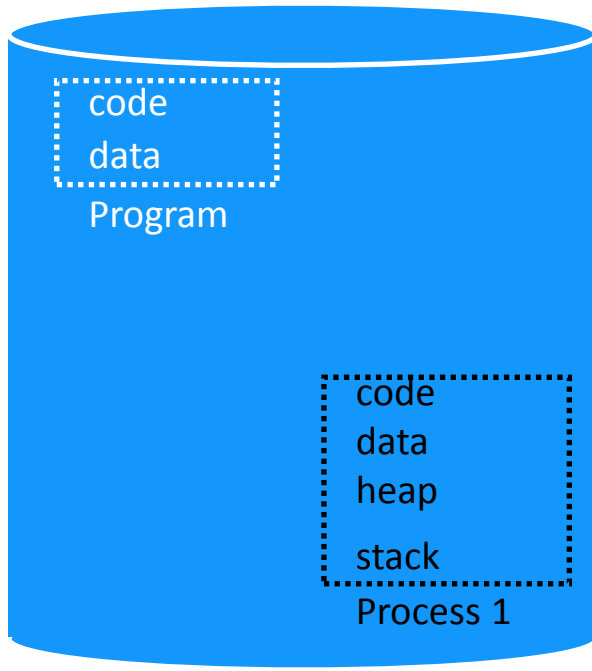 code
data
Program
code
data
heap
stack
Process 1